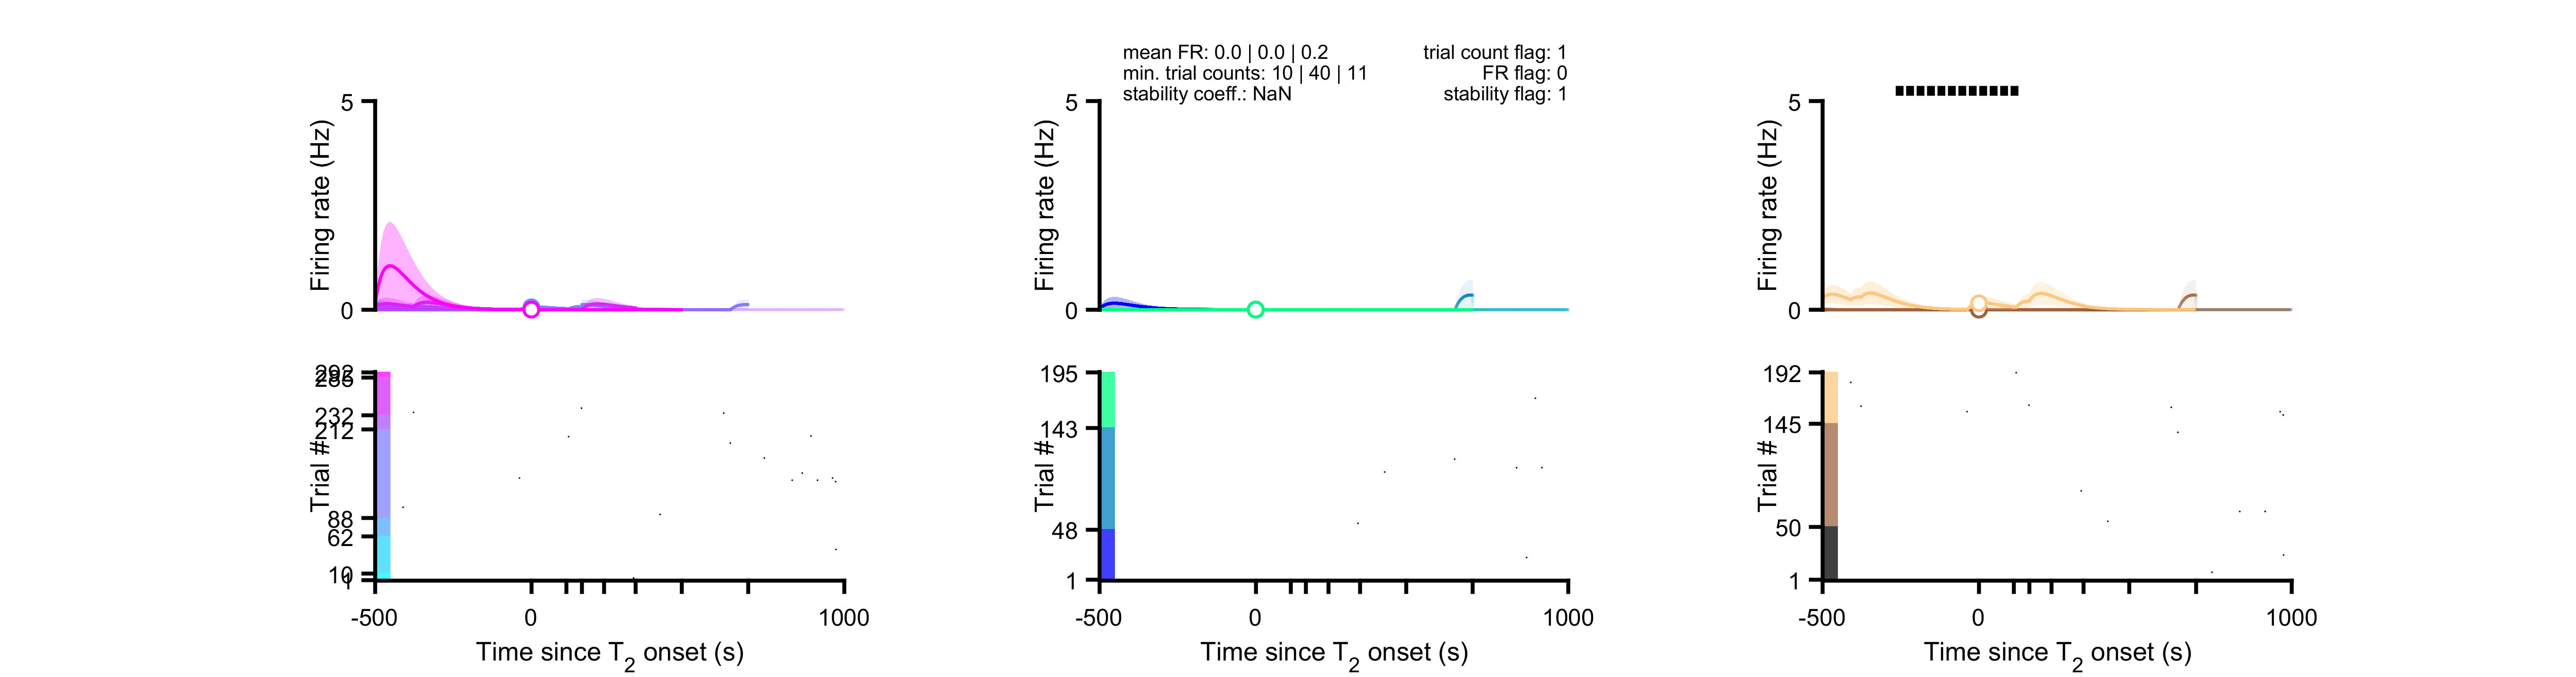 mean FR: 0.0 | 0.0 | 0.2
min. trial counts: 10 | 40 | 11
stability coeff.: NaN
trial count flag: 1
FR flag: 0
stability flag: 1
Firing rate (Hz)
5
0
Trial #
232
212
88
62
10
1
-500 0 1000
Time since T2 onset (s)
Firing rate (Hz)
5
0
Trial #
195
143
48
1
-500 0 1000
Time since T2 onset (s)
Firing rate (Hz)
5
0
Trial #
192
145
50
1
-500 0 1000
Time since T2 onset (s)